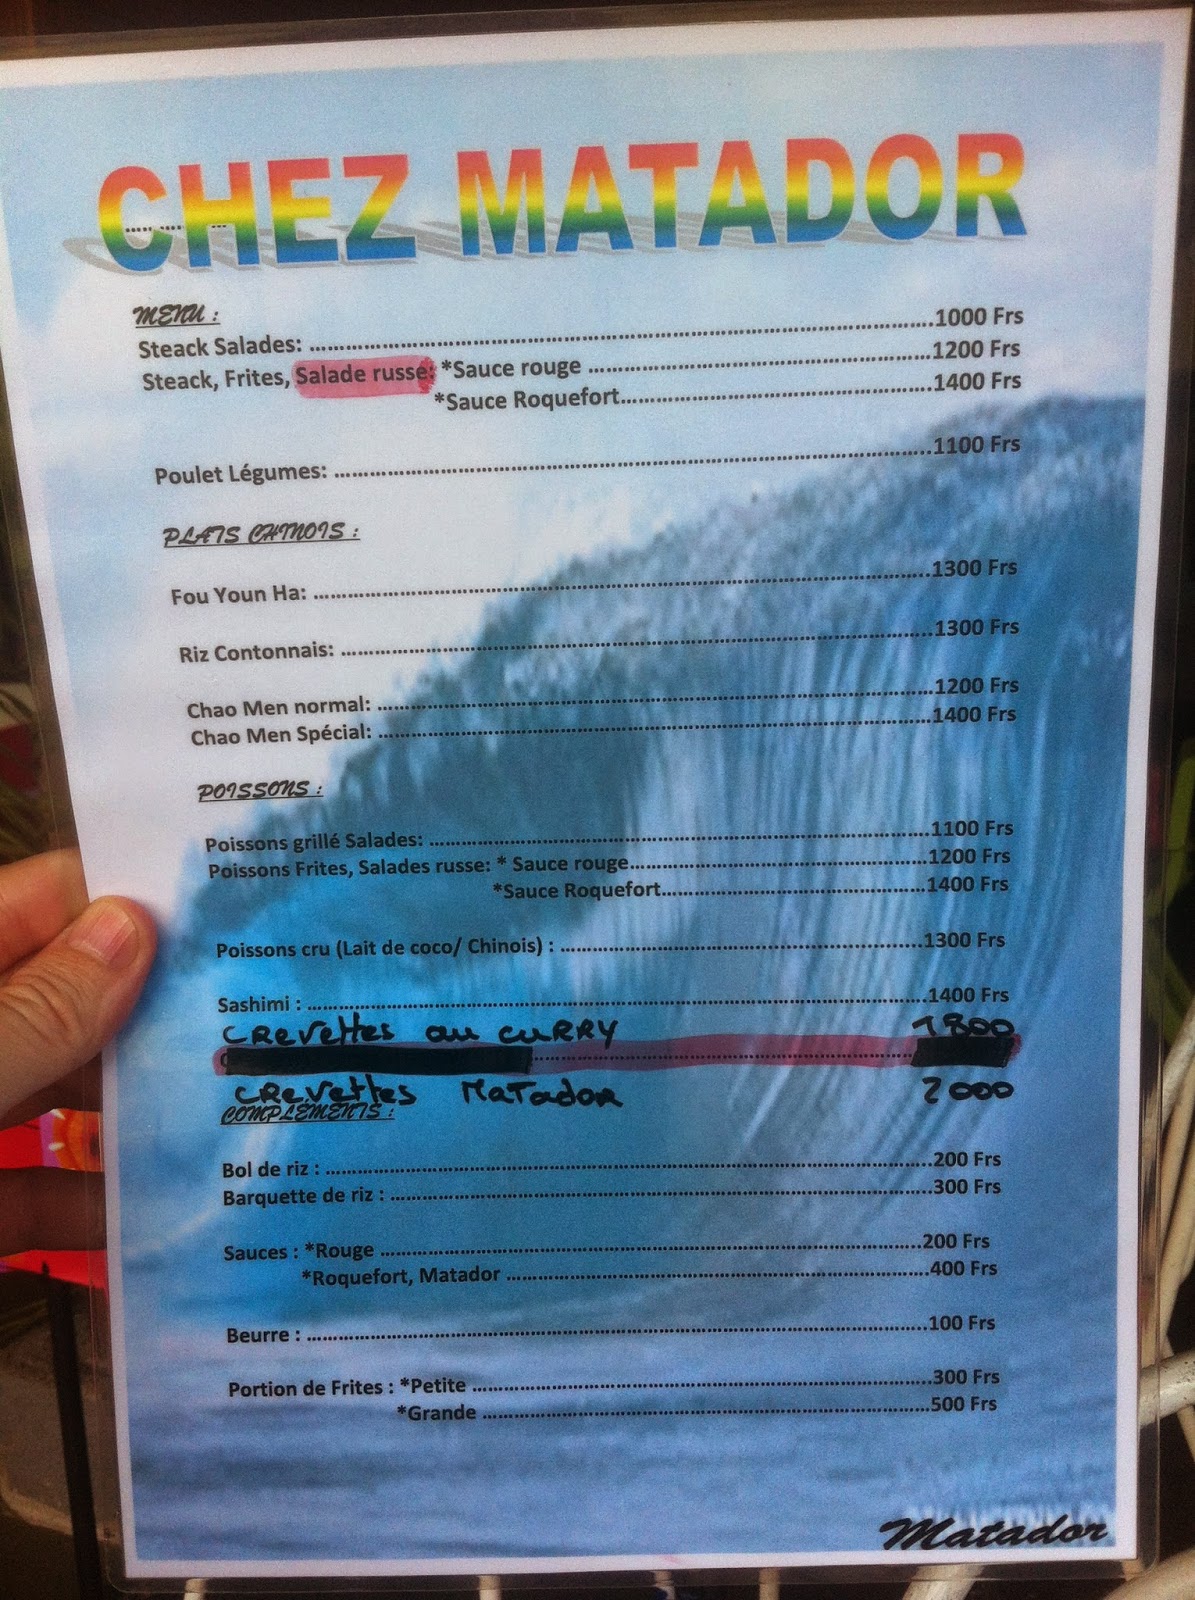 CHEZ MATADOR
MENU :
Steack Salades: ..........1000 Frs
Steack, Frites, Salade russe: *Sauce rouge ..........1200 Frs
*Sauce Roquefort..........1400 Frs
Poulet Légumes: ..........1100 Frs
PLATS CHINOIS :
Fou Youn Ha: ..........1300 Frs
Riz Contonnais: ..........1300 Frs
Chao Men normal: ..........1200 Frs
Chao Men Spécial: ..........1400 Frs
POISSONS :
Poissons grillé Salades: ..........1100 Frs
Poissons Frites, Salades russe: * Sauce rouge..........1200 Frs
*Sauce Roquefort..........1400 Frs
Poissons cru (Lait de coco/ Chinois) : ..........1300 Frs
Sashimi : ..........1400 Frs
CREVETTES au CURRY 1800
CREVETTES MATADOR 2000
COMPLEMENTS :
Bol de riz : ..........200 Frs
Barquette de riz : ..........300 Frs
Sauces : *Rouge ..........200 Frs
*Roquefort, Matador ..........400 Frs
Beurre : ..........100 Frs
Portion de Frites : *Petite ..........300 Frs
*Grande ..........500 Frs
Matador